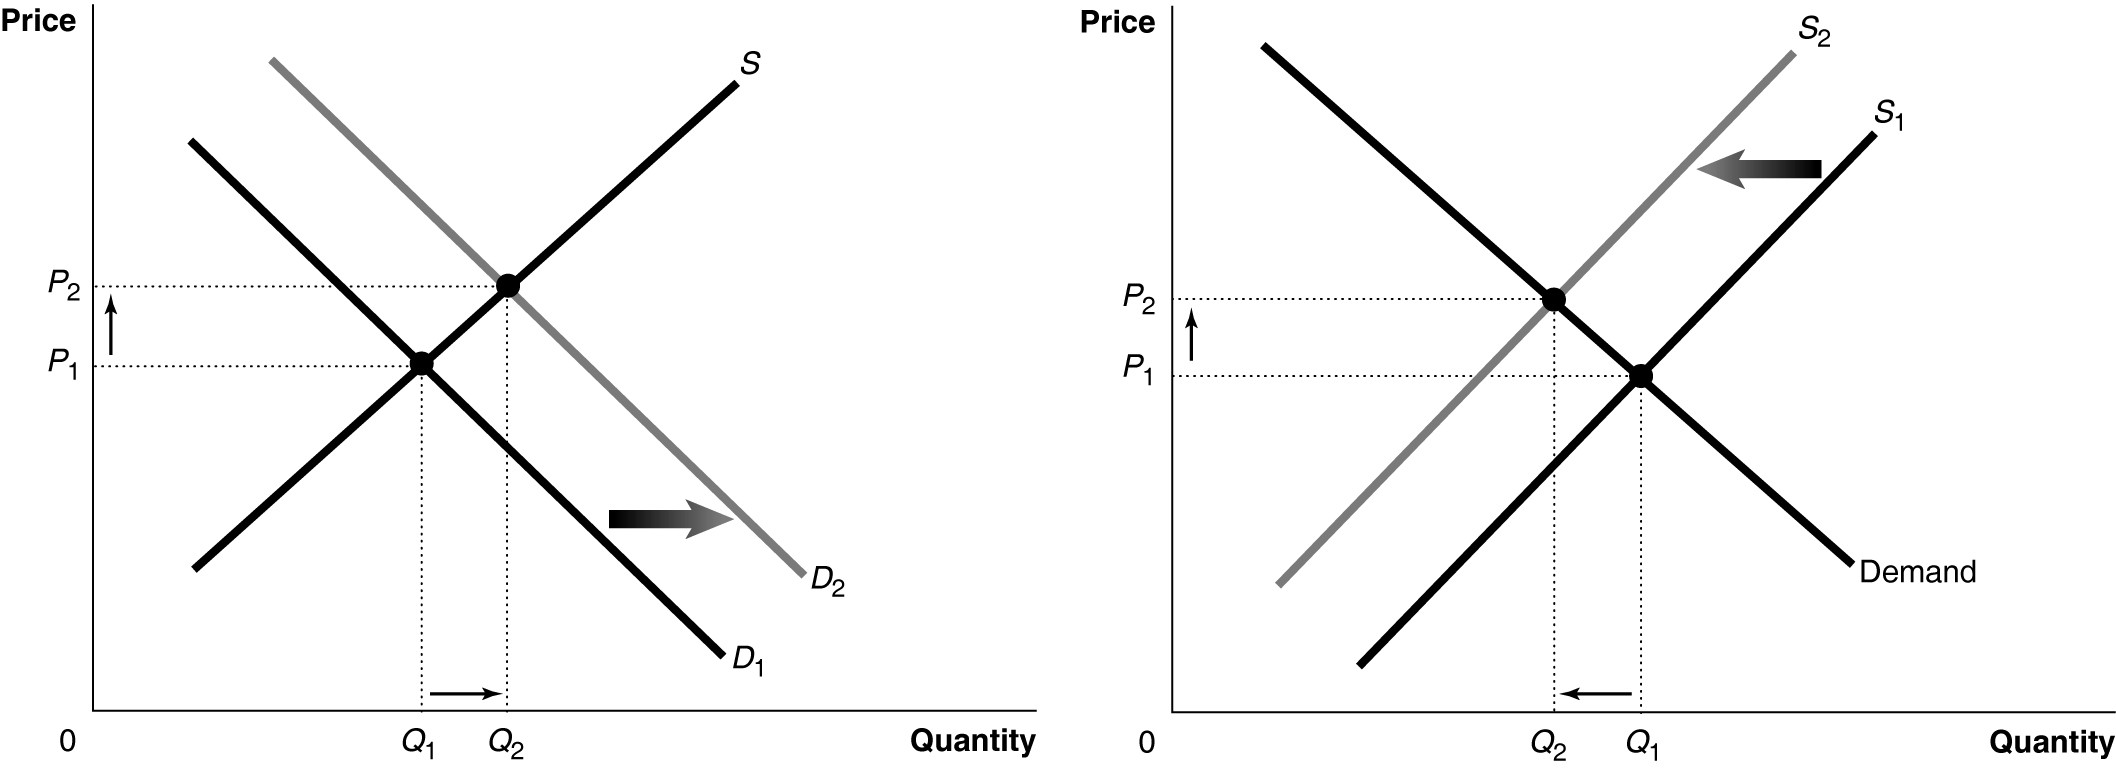 Price
S
P2
P1
D2
D1
0
Q1
Q2
Quantity
Price
S2
S1
P2
P1
Demand
0
Q2
Q1
Quantity